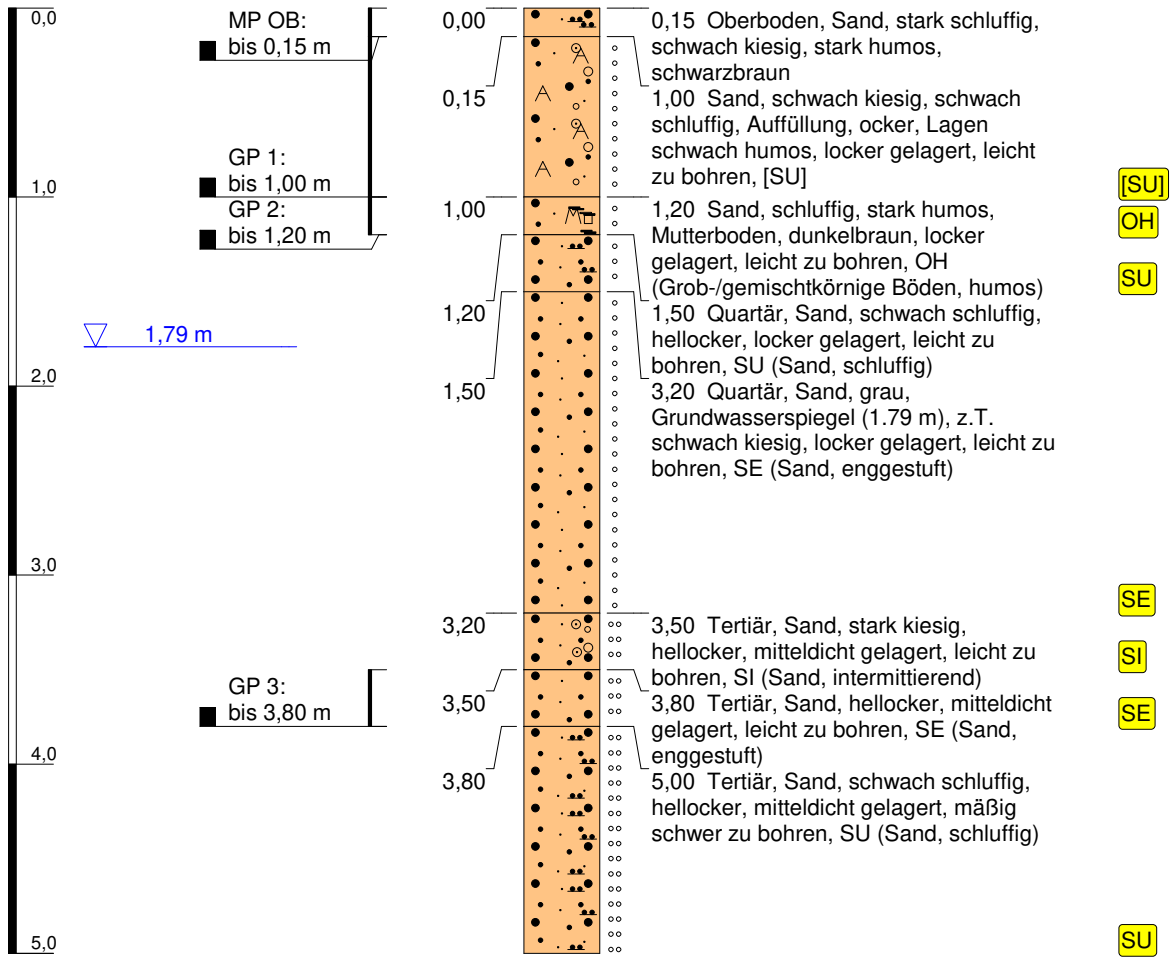 0,0
1,0
2,0
3,0
4,0
5,0
MP OB:
bis 0,15 m
GP 1:
bis 1,00 m
GP 2:
bis 1,20 m
1,79 m
GP 3:
bis 3,80 m
0,00
0,15
1,00
1,20
1,50
3,20
3,50
3,80
0,15 Oberboden, Sand, stark schluffig,
schwach kiesig, stark humos,
schwarzbraun
1,00 Sand, schwach kiesig, schwach
schluffig, Auffüllung, ocker, Lagen
schwach humos, locker gelagert, leicht
zu bohren, [SU]
1,20 Sand, schluffig, stark humos,
Mutterboden, dunkelbraun, locker
gelagert, leicht zu bohren, OH
(Grob-/gemischtkörnige Böden, humos)
1,50 Quartär, Sand, schwach schluffig,
hellocker, locker gelagert, leicht zu
bohren, SU (Sand, schluffig)
3,20 Quartär, Sand, grau,
Grundwasserspiegel (1.79 m), z.T.
schwach kiesig, locker gelagert, leicht zu
bohren, SE (Sand, enggestuft)
3,50 Tertiär, Sand, stark kiesig,
hellocker, mitteldicht gelagert, leicht zu
bohren, SI (Sand, intermittierend)
3,80 Tertiär, Sand, hellocker, mitteldicht
gelagert, leicht zu bohren, SE (Sand,
enggestuft)
5,00 Tertiär, Sand, schwach schluffig,
hellocker, mitteldicht gelagert, mäßig
schwer zu bohren, SU (Sand, schluffig)
[SU]
OH
SU
SE
SI
SE
SU